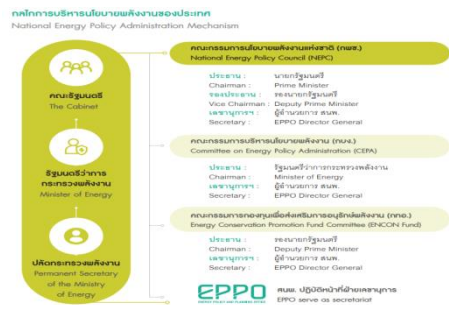 กลไกการบริหารนโยบายพลังงานของประเทศ
National Energy Policy Administration Mechanism
คณะรัฐมนตรี
The Cabinet
รัฐมนตรีว่าการ
กระทรวงพลังงาน
Minister of Energy
ปลัดกระทรวงพลังงาน
Permanent Secretary
of the Ministry
of Energy
คณะกรรมการนโยบายพลังงานแห่งชาติ (กพช.)
National Energy Policy Council (NEPC)
ประธาน : นายกรัฐมนตรี
Chairman : Prime Minister
รองประธาน : รองนายกรัฐมนตรี
Vice Chairman : Deputy Prime Minister
เลขานุการฯ : ผู้อำนวยการ สนพ.
Secretary : EPPO Director General
คณะกรรมการบริหารนโยบายพลังงาน (กบง.)
Committee on Energy Policy Administration (CEPA)
ประธาน : รัฐมนตรีว่าการกระทรวงพลังงาน
Chairman : Minister of Energy
เลขานุการฯ : ผู้อำนวยการ สนพ.
Secretary : EPPO Director General
คณะกรรมการกองทุนเพื่อส่งเสริมการอนุรักษ์พลังงาน (กทอ.)
Energy Conservation Promotion Fund Committee (ENCON Fund)
ประธาน : รองนายกรัฐมนตรี
Chairman : Deputy Prime Minister
เลขานุการฯ : ผู้อำนวยการ สนพ.
Secretary : EPPO Director General
EPPO
ENERGY POLICY AND PLANNING OFFICE
สนพ. ปฏิบัติหน้าที่ฝ่ายเลขานุการ
EPPO serve as secretariat